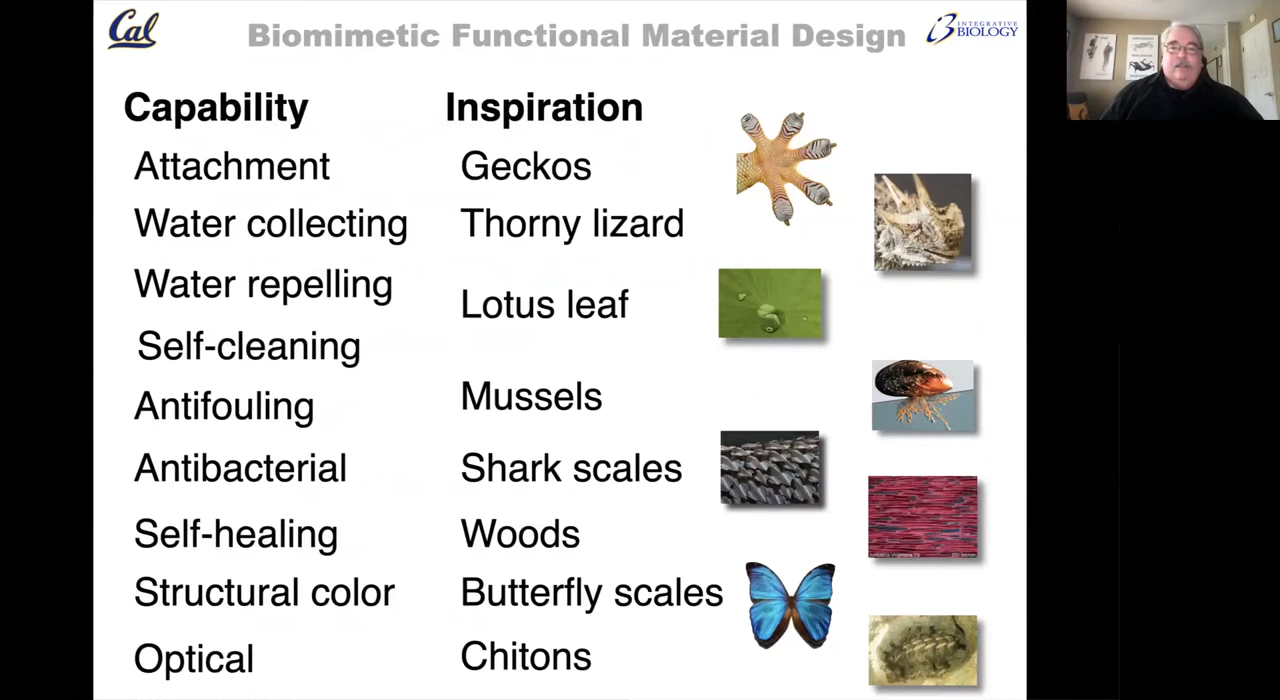 Cal
Biomimetic Functional Material Design
INTEGRATIVE
BIOLOGY
Capability Inspiration
Attachment Geckos
Water collecting Thorny lizard
Water repelling
Lotus leaf
Self-cleaning
Mussels
Antifouling
Antibacterial Shark scales
Self-healing Woods
Structural color Butterfly scales
Optical Chitons